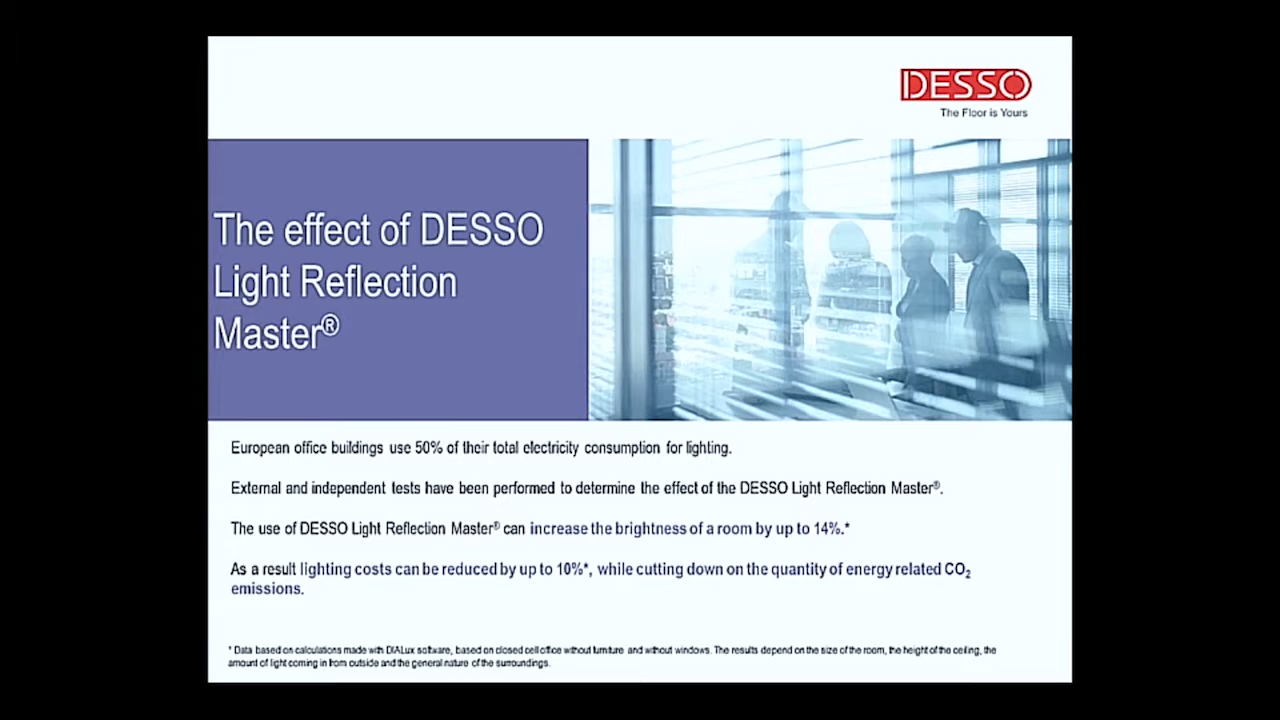 DESSO
The Floor is Yours
The effect of DESSO
Light Reflection
Master®
European office buildings use 50% of their total electricity consumption for lighting.
External and independent tests have been performed to determine the effect of the DESSO Light Reflection Master®.
The use of DESSO Light Reflection Master® can increase the brightness of a room by up to 14%.*
As a result lighting costs can be reduced by up to 10%*, while cutting down on the quantity of energy related CO₂
emissions.
* Data based on calculations made with DIALux software, based on closed cell office without furniture and without windows. The results depend on the size of the room, the height of the ceiling, the
amount of light coming in from outside and the general nature of the surroundings.